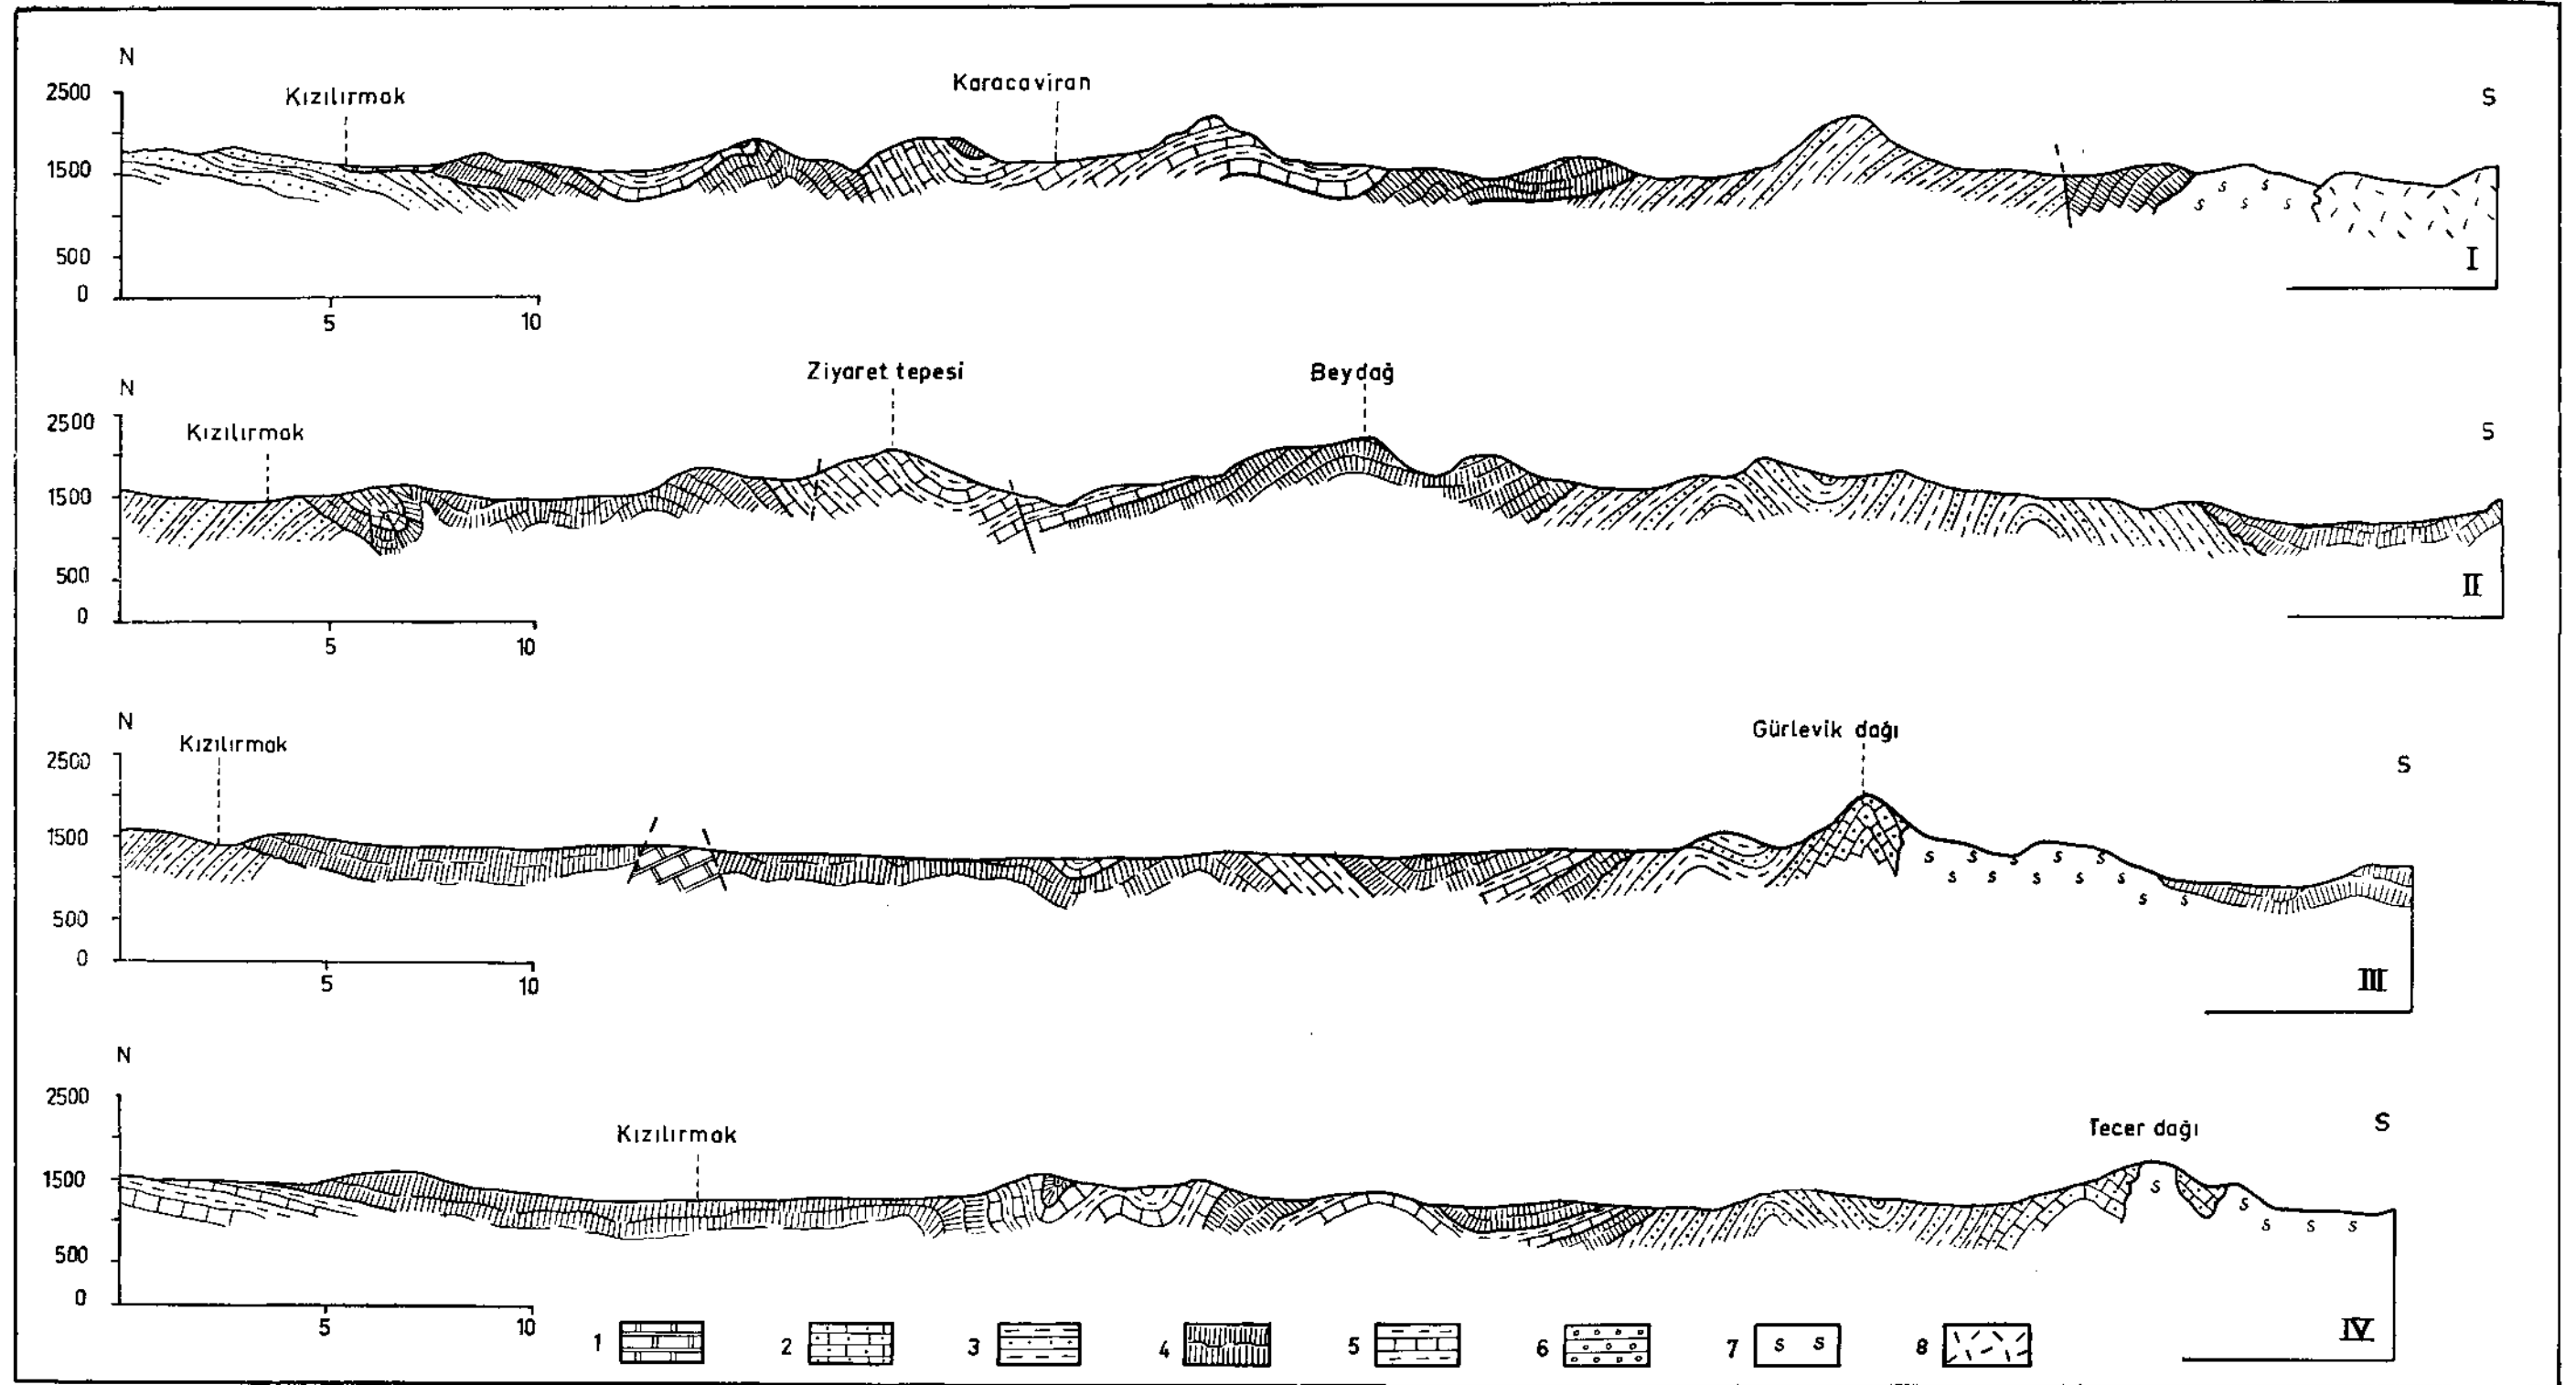 N
Kızılırmak
Karacaviran
S
2500
1500
500
0
5
10
I
N
Kızılırmak
Ziyaret tepesi
Beydağ
S
2500
1500
500
0
5
10
II
N
Kızılırmak
Gürlevik dağı
S
2500
1500
500
0
5
10
III
N
Kızılırmak
Tecer dağı
S
2500
1500
500
0
5
10
IV
1 2 3 4 5 6 7 s s 8